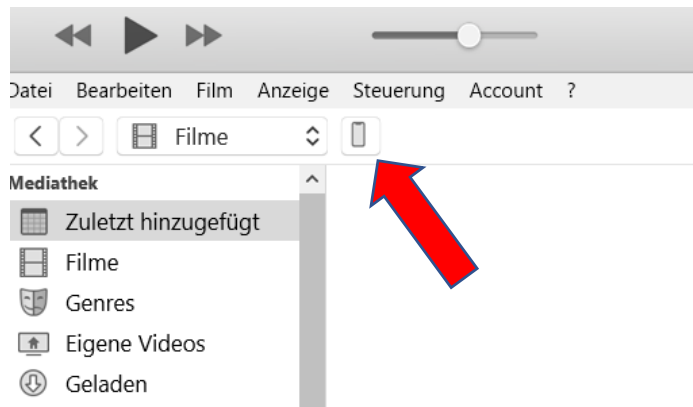 Datei Bearbeiten Film Anzeige Steuerung Account ?
Filme
Mediathek
Zuletzt hinzugefügt
Filme
Genres
Eigene Videos
Geladen